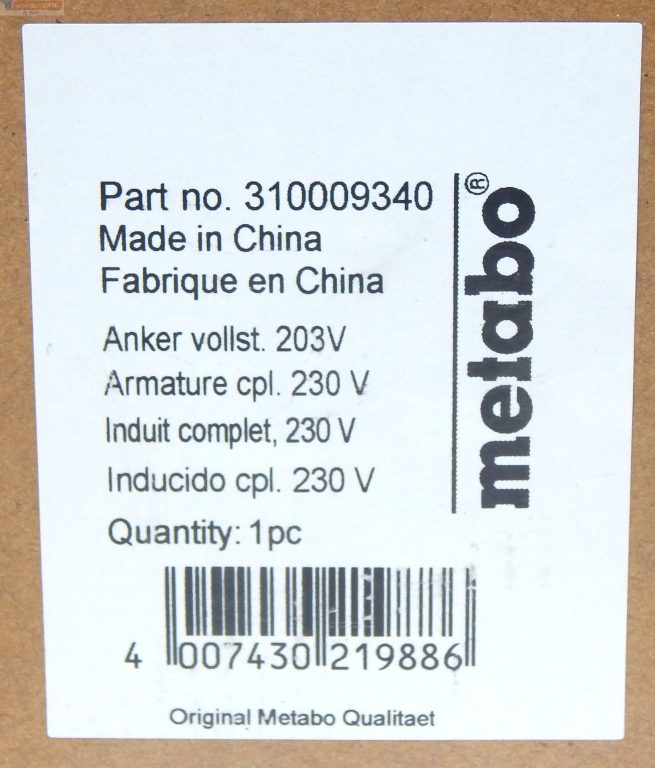 Part no. 310009340
Made in China
Fabrique en China
Anker vollst. 203V
Armature cpl. 230 V
Induit complet, 230 V
Inducido cpl. 230 V
Quantity: 1pc
4 007430 219886
Original Metabo Qualitaet
metabo®